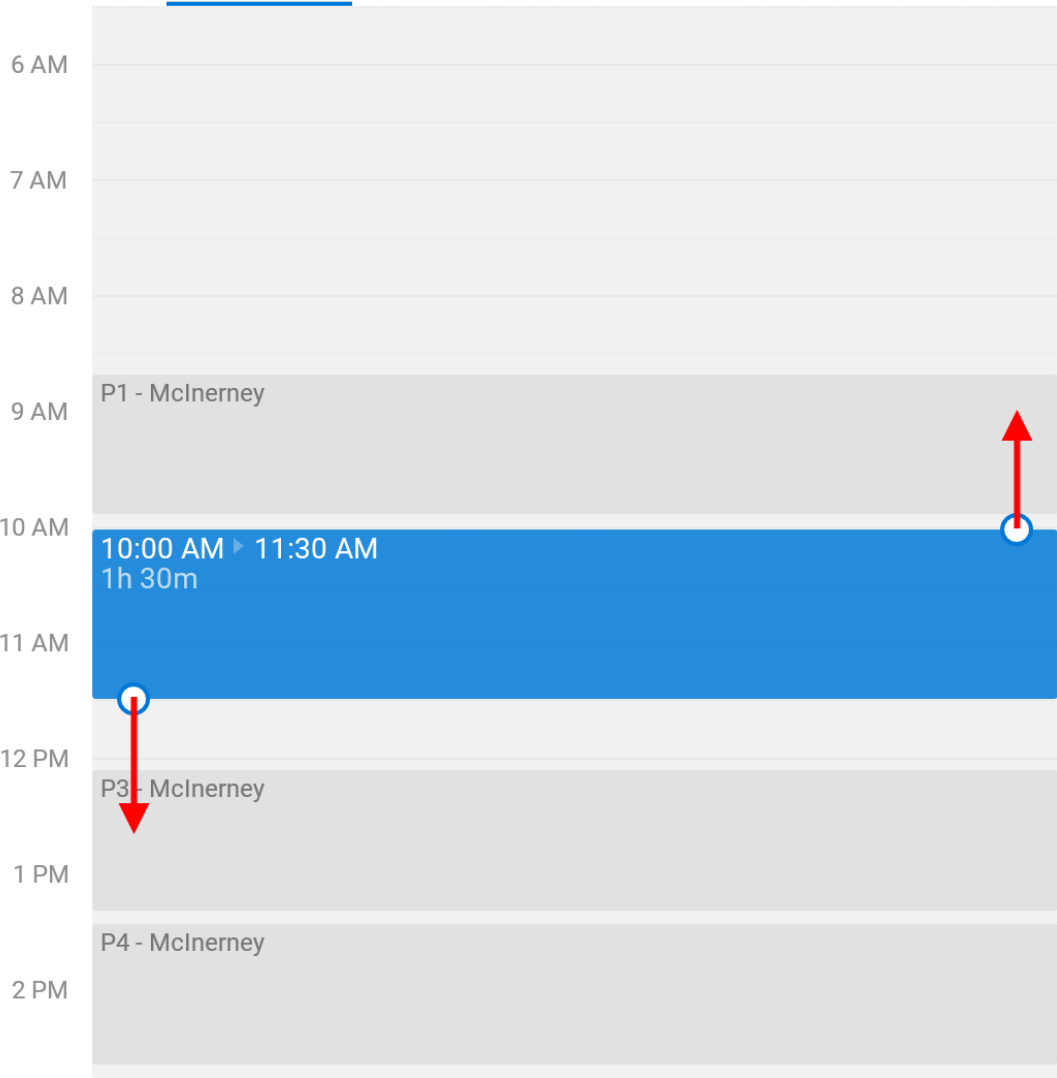 6 AM
7 AM
8 AM
P1 - McInerney
9 AM
10 AM
10:00 AM 11:30 AM
1h 30m
11 AM
12 PM
P3 - McInerney
1 PM
P4 - McInerney
2 PM